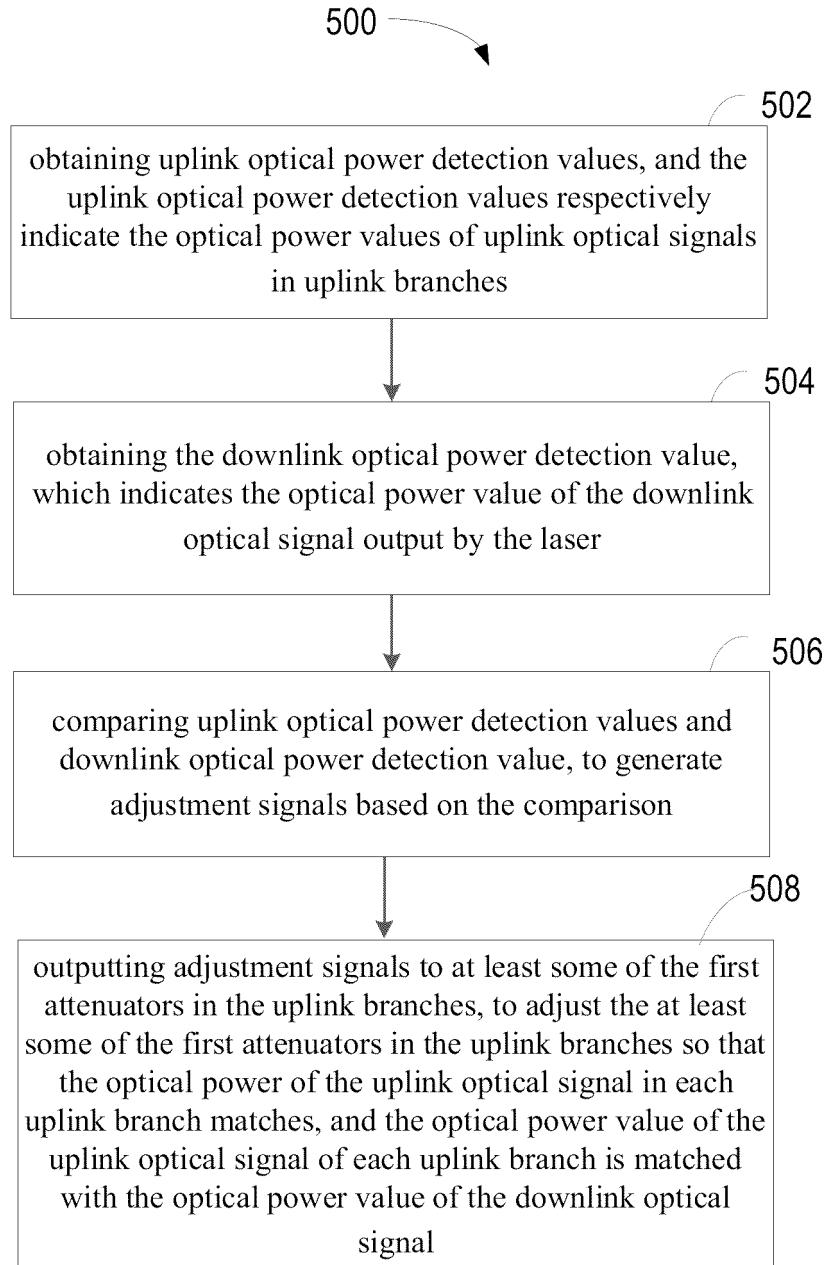 500
502
obtaining uplink optical power detection values, and the
uplink optical power detection values respectively
indicate the optical power values of uplink optical signals
in uplink branches
504
obtaining the downlink optical power detection value,
which indicates the optical power value of the downlink
optical signal output by the laser
506
comparing uplink optical power detection values and
downlink optical power detection value, to generate
adjustment signals based on the comparison
508
outputting adjustment signals to at least some of the first
attenuators in the uplink branches, to adjust the at least
some of the first attenuators in the uplink branches so that
the optical power of the uplink optical signal in each
uplink branch matches, and the optical power value of the
uplink optical signal of each uplink branch is matched
with the optical power value of the downlink optical
signal